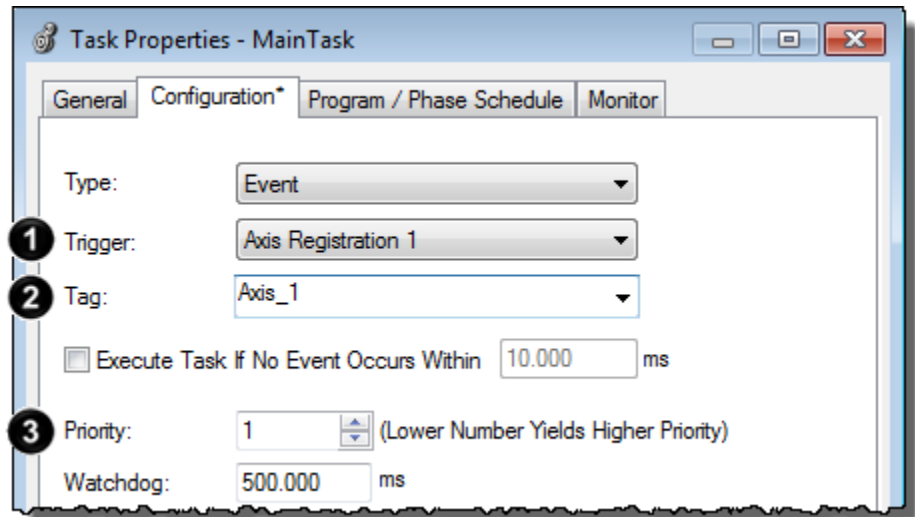 Task Properties - MainTask
General Configuration* Program / Phase Schedule Monitor
Type: Event
1 Trigger: Axis Registration 1
2 Tag: Axis_1
Execute Task If No Event Occurs Within 10.000 ms
3 Priority: 1 (Lower Number Yields Higher Priority)
Watchdog: 500.000 ms